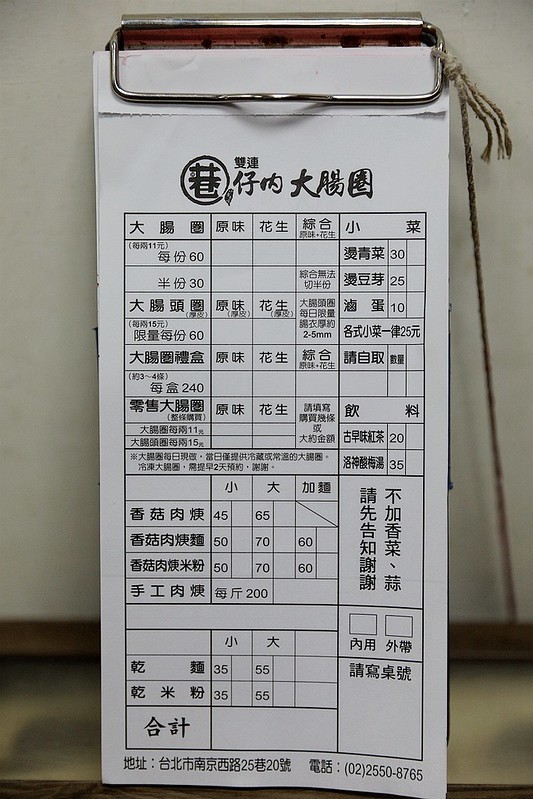 巷 雙連
仔內 大腸圈
大腸圈 原味 花生 綜合 原味+花生 小菜
(每兩11元)
每份60 燙青菜 30
半份30 綜合無法切半份 燙豆芽 25
大腸頭圈(厚皮) 原味(厚皮) 花生(厚皮) 大腸頭圈每日限量腸衣厚約2-5mm 滷蛋 10
(每兩15元)
限量每份60 各式小菜一律25元
大腸圈禮盒 原味 花生 綜合 請自取 數量
(約3~4條)
每盒240
零售大腸圈(整條購買) 原味 花生 請填寫購買幾條或大約金額 飲料
大腸圈每兩11元 古早味紅茶 20
大腸頭圈每兩15元 洛神酸梅湯 35
※大腸圈每日現做，當日僅提供冷藏或常溫的大腸圈。
冷凍大腸圈，需提早2天預約，謝謝。
小 大 加麵
香菇肉焿 45 65
香菇肉焿麵 50 70 60
香菇肉焿米粉 50 70 60
手工肉焿 每斤200
不加香菜、蒜
請先告知謝謝
內用 外帶
小 大 請寫桌號
乾麵 35 55
乾米粉 35 55
合計
地址：台北市南京西路25巷20號 電話：(02)2550-8765